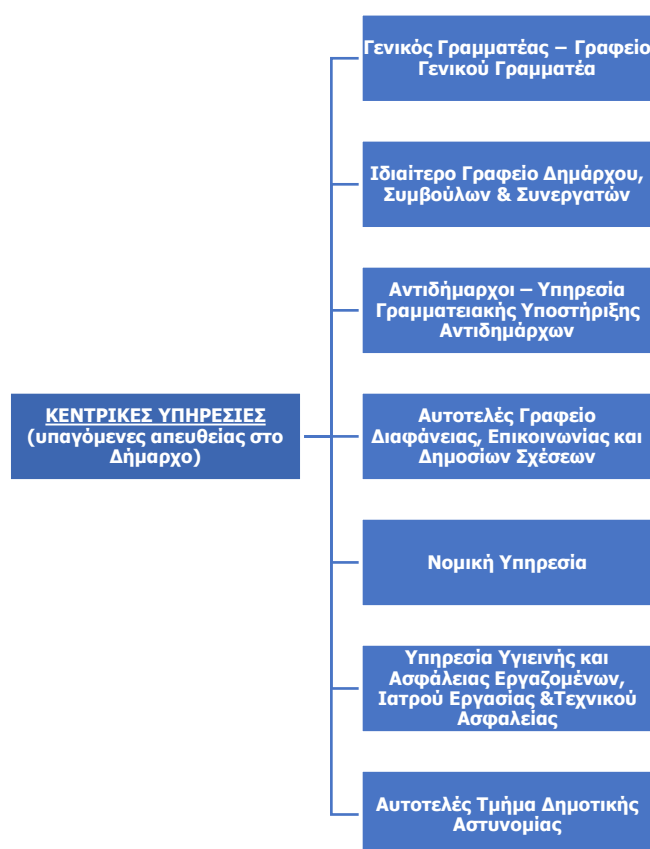 Γενικός Γραμματέας – Γραφείο
Γενικού Γραμματέα
Ιδιαίτερο Γραφείο Δημάρχου,
Συμβούλων & Συνεργατών
Αντιδήμαρχοι – Υπηρεσία
Γραμματειακής Υποστήριξης
Αντιδημάρχων
ΚΕΝΤΡΙΚΕΣ ΥΠΗΡΕΣΙΕΣ
(υπαγόμενες απευθείας στο
Δήμαρχο)
Αυτοτελές Γραφείο
Διαφάνειας, Επικοινωνίας και
Δημοσίων Σχέσεων
Νομική Υπηρεσία
Υπηρεσία Υγιεινής και
Ασφάλειας Εργαζομένων,
Ιατρού Εργασίας &Τεχνικού
Ασφαλείας
Αυτοτελές Τμήμα Δημοτικής
Αστυνομίας